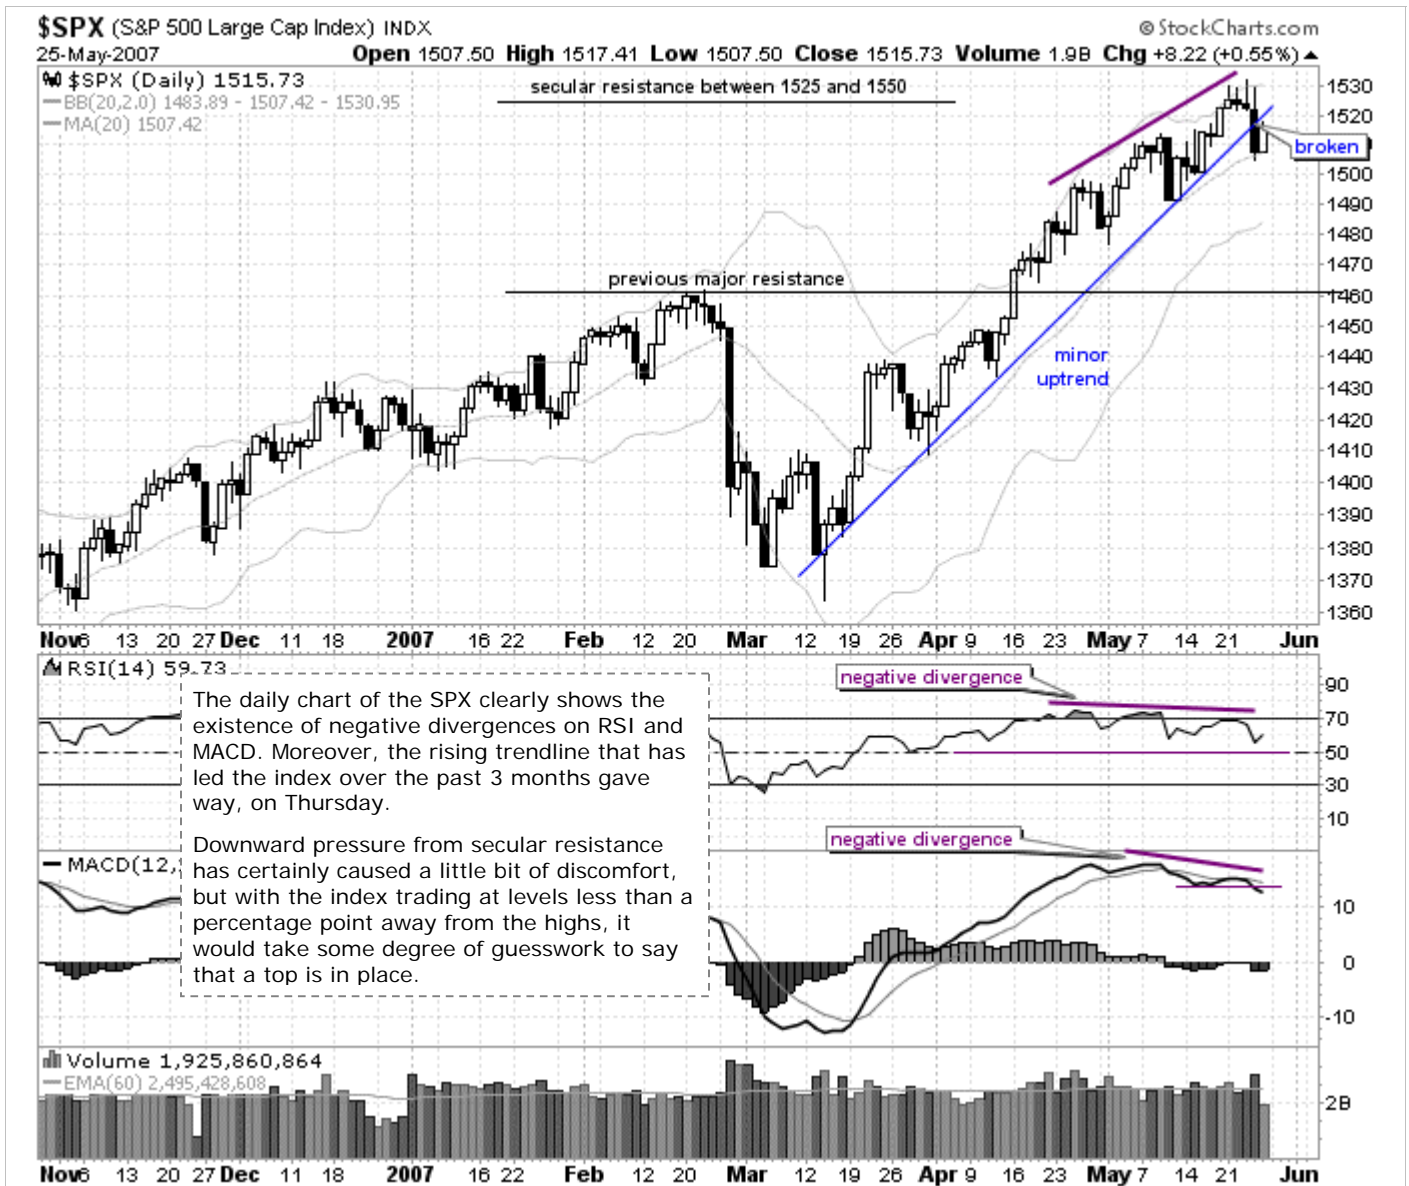 $SPX (S&P 500 Large Cap Index) INDX
© StockCharts.com
25-May-2007
Open 1507.50 High 1517.41 Low 1507.50 Close 1515.73 Volume 1.9B Chg +8.22 (+0.55%)
$SPX (Daily) 1515.73
BB(20,2.0) 1483.89 - 1507.42 - 1530.95
MA(20) 1507.42
secular resistance between 1525 and 1550
broken
previous major resistance
minor
uptrend
1530
1520
1500
1490
1480
1470
1460
1450
1440
1430
1420
1410
1400
1390
1380
1370
1360
Nov 6 13 20 27 Dec 11 18 2007 16 22 Feb 12 20 Mar 12 19 26 Apr 9 16 23 May 7 14 21 Jun
RSI(14) 59.73
negative divergence
90
70
50
30
10
The daily chart of the SPX clearly shows the
existence of negative divergences on RSI and
MACD. Moreover, the rising trendline that has
led the index over the past 3 months gave
way, on Thursday.
Downward pressure from secular resistance
has certainly caused a little bit of discomfort,
but with the index trading at levels less than a
percentage point away from the highs, it
would take some degree of guesswork to say
that a top is in place.
MACD(12,
negative divergence
10
0
-10
Volume 1,925,860,864
EMA(60) 2,495,428,608
2B
Nov 6 13 20 27 Dec 11 18 2007 16 22 Feb 12 20 Mar 12 19 26 Apr 9 16 23 May 7 14 21 Jun